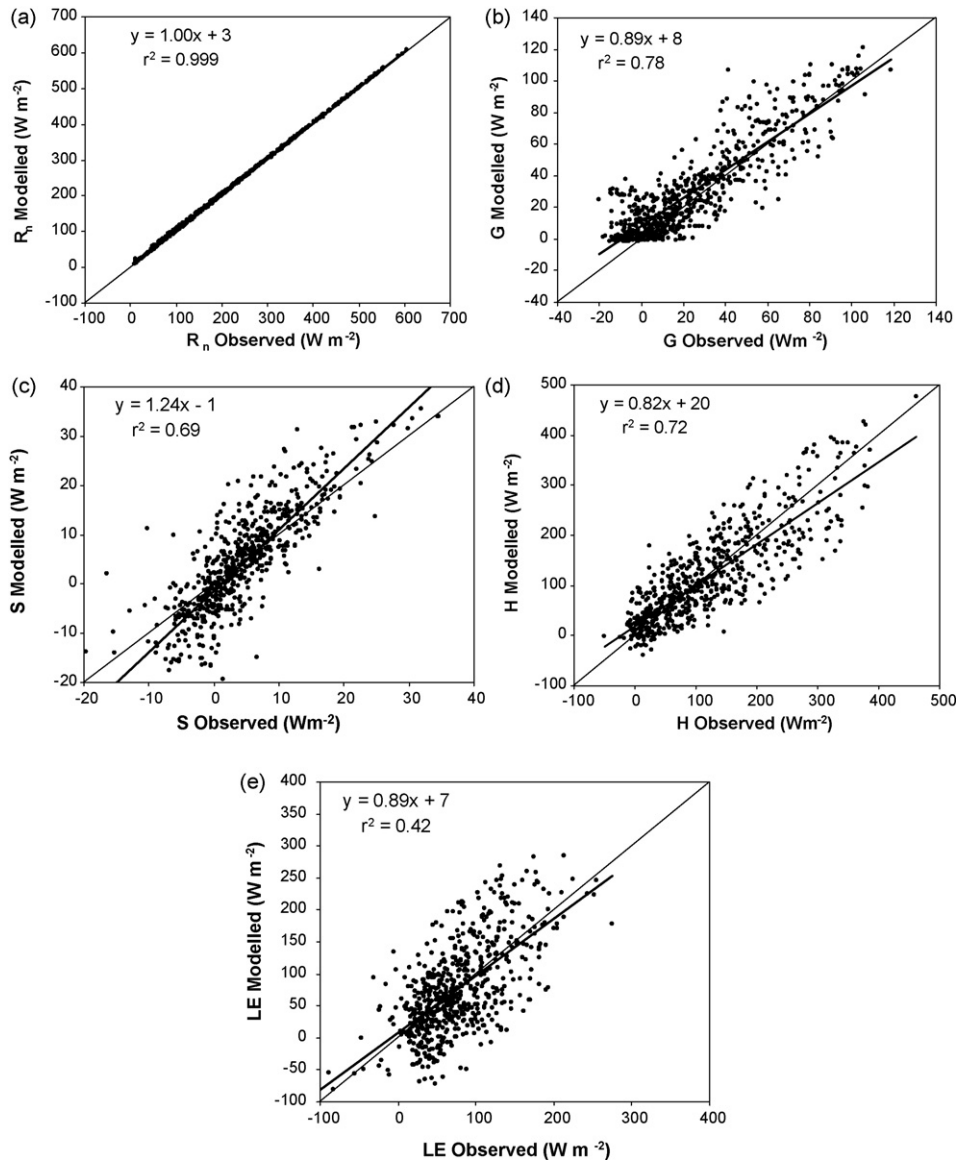 (a)
y = 1.00x + 3
r² = 0.999
700
600
500
400
300
200
100
0
-100
Rn Modelled (W m⁻²)
-100 0 100 200 300 400 500 600 700
Rn Observed (W m⁻²)
(b)
y = 0.89x + 8
r² = 0.78
140
120
100
80
60
40
20
0
-20
-40
G Modelled (W m⁻²)
-40 -20 0 20 40 60 80 100 120 140
G Observed (Wm⁻²)
(c)
y = 1.24x - 1
r² = 0.69
40
30
20
10
0
-10
-20
S Modelled (W m⁻²)
-20 -10 0 10 20 30 40
S Observed (Wm⁻²)
(d)
y = 0.82x + 20
r² = 0.72
500
400
300
200
100
0
-100
H Modelled (W m⁻²)
-100 0 100 200 300 400 500
H Observed (Wm⁻²)
(e)
y = 0.89x + 7
r² = 0.42
400
350
300
250
200
150
100
50
0
-50
-100
LE Modelled (W m⁻²)
-100 0 100 200 300 400
LE Observed (W m⁻²)